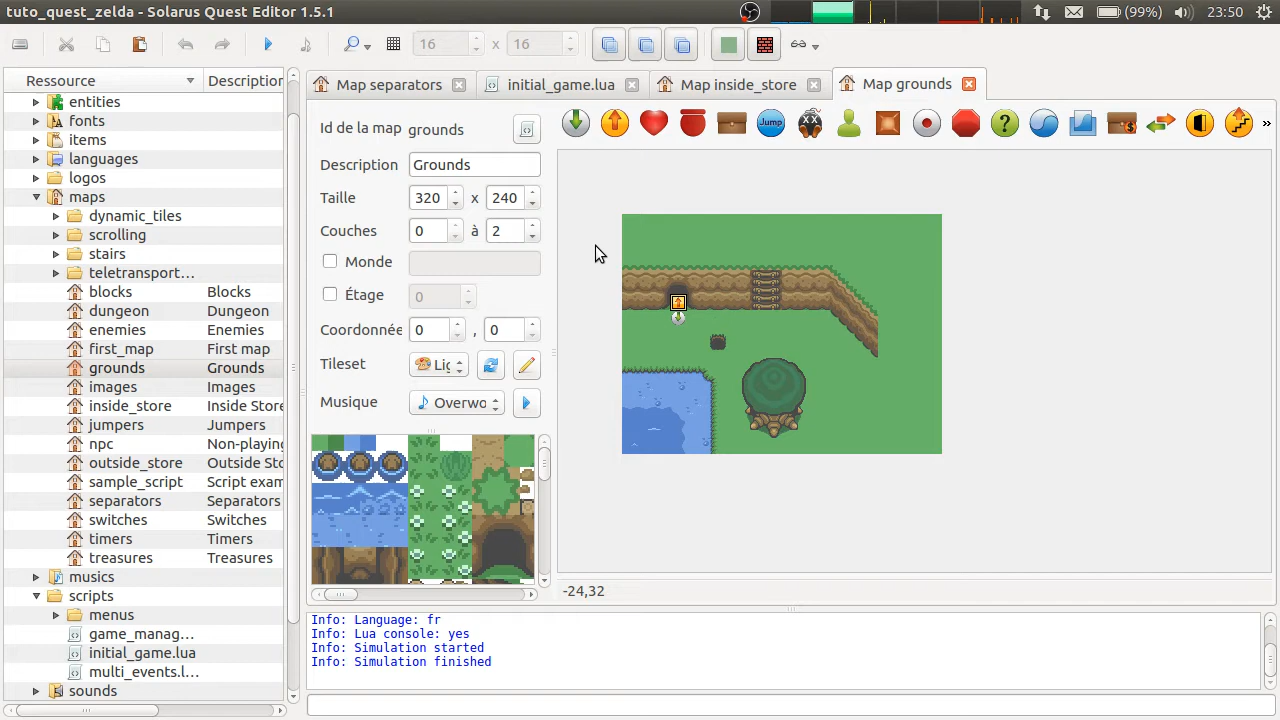 tuto_quest_zelda - Solarus Quest Editor 1.5.1
(99%)
23:50
16 x 16
Ressource
Descriptio
entities
fonts
items
languages
logos
maps
dynamic_tiles
scrolling
stairs
teletransport...
blocks Blocks
dungeon Dungeon
enemies Enemies
first_map First map
grounds Grounds
images Images
inside_store Inside Store
jumpers Jumpers
npc Non-playing
outside_store Outside Sto
sample_script Script exam
separators Separators
switches Switches
timers Timers
treasures Treasures
musics
scripts
menus
game_manag...
initial_game.lua
multi_events.l...
sounds
Map separators
initial_game.lua
Map inside_store
Map grounds
Id de la map grounds
Description Grounds
Taille 320 x 240
Couches 0 à 2
Monde
Étage 0
Coordonnée 0 , 0
Tileset Lig
Musique Overwo
Jump
XX
?
$
»
-24,32
Info: Language: fr
Info: Lua console: yes
Info: Simulation started
Info: Simulation finished